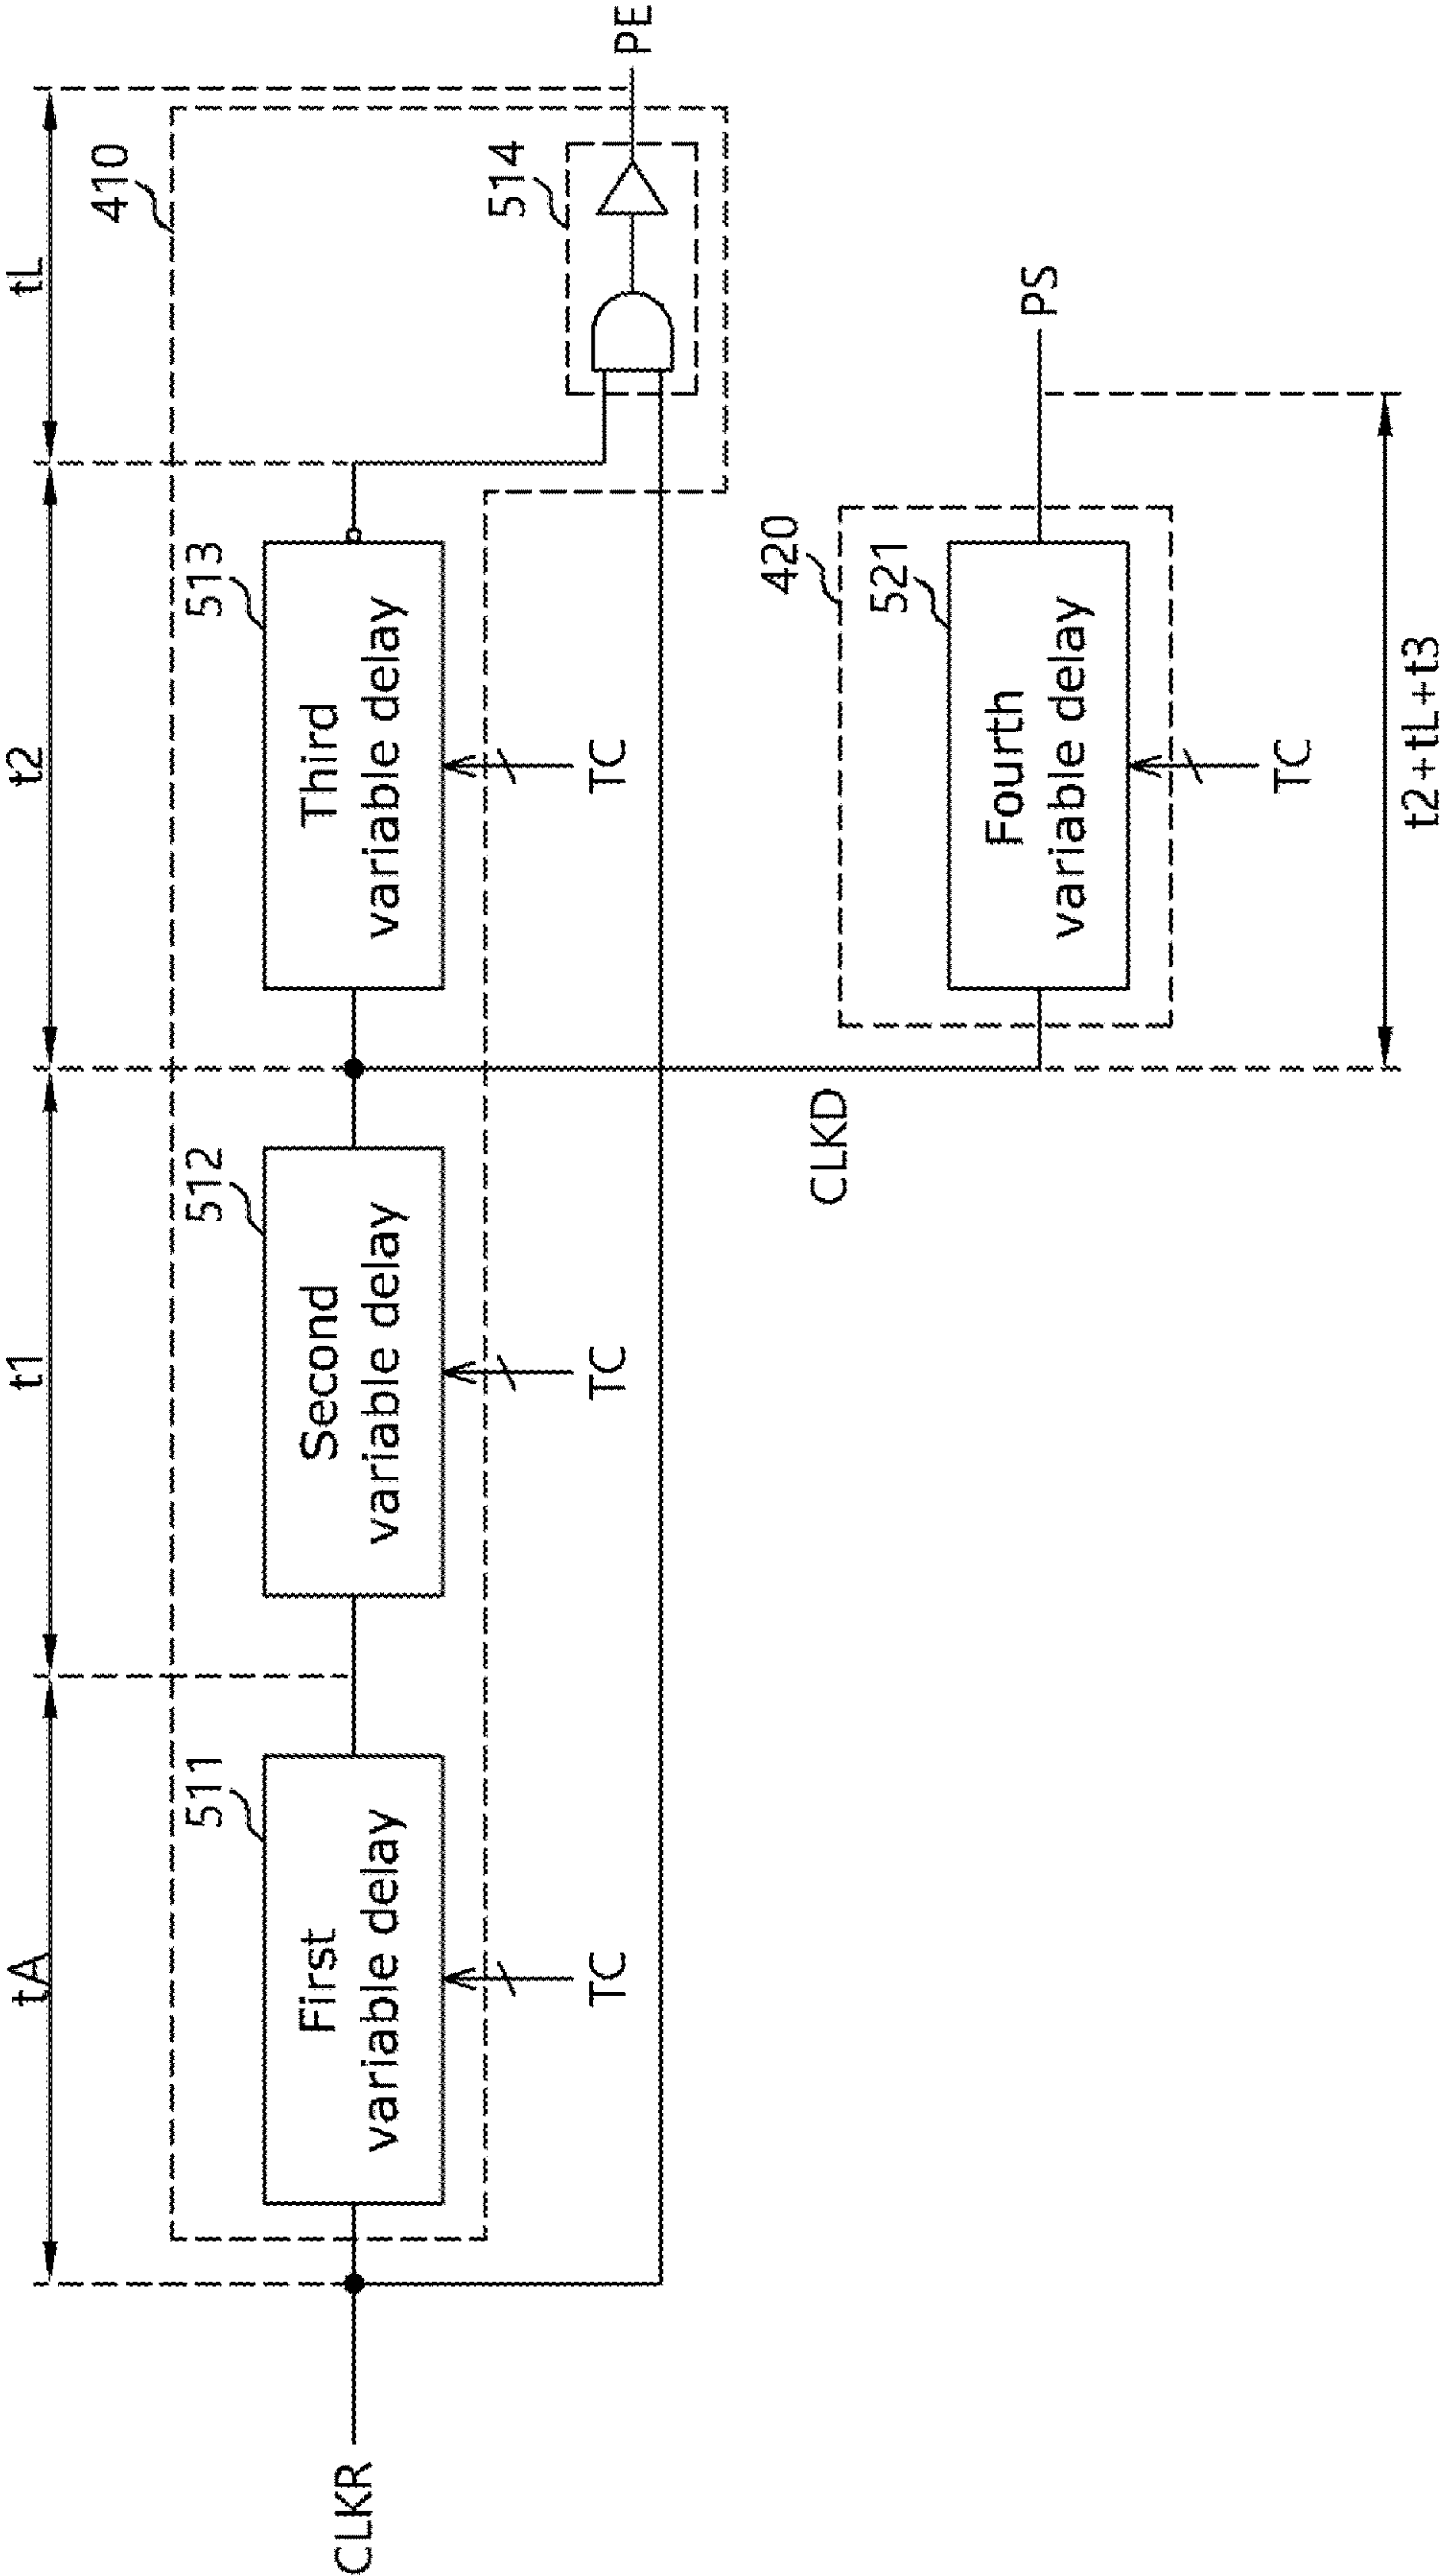 tA
t1
t2
tL
410
511
512
513
514
CLKR
First
variable delay
Second
variable delay
Third
variable delay
TC
TC
TC
PE
CLKD
420
521
Fourth
variable delay
PS
TC
t2+tL+t3